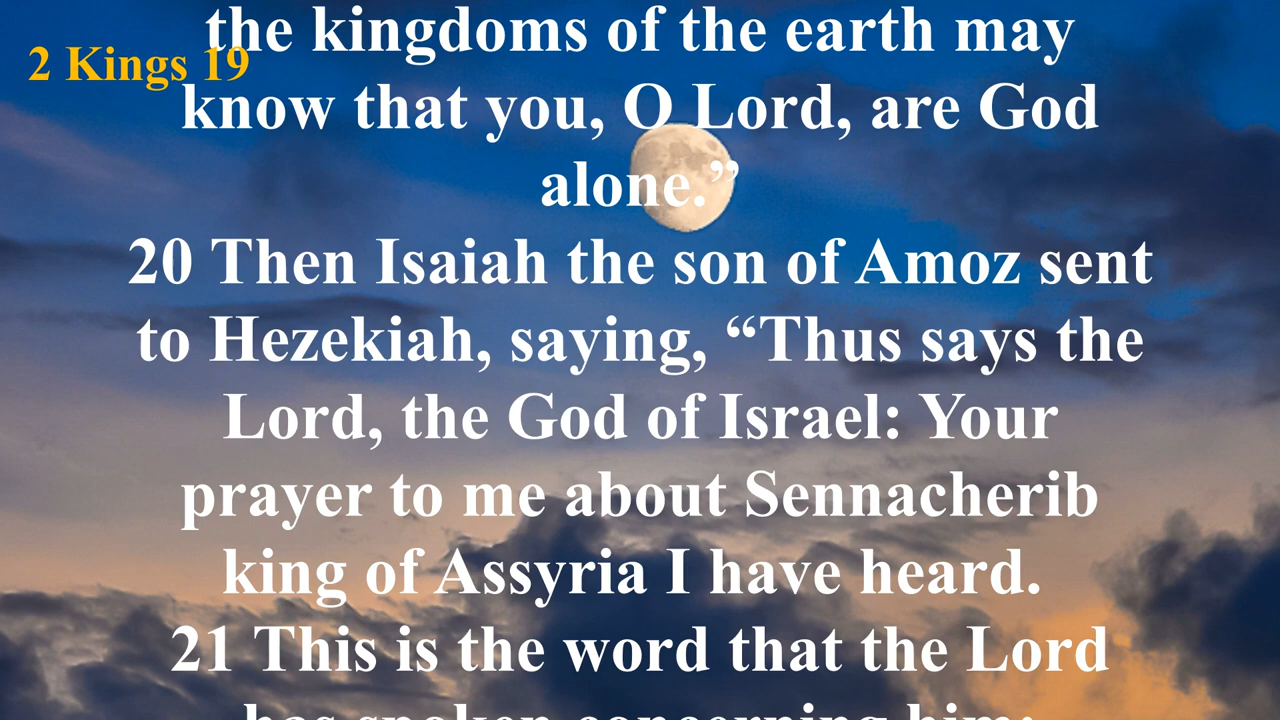 2 Kings 19
the kingdoms of the earth may
know that you, O Lord, are God
alone.”
20 Then Isaiah the son of Amoz sent
to Hezekiah, saying, “Thus says the
Lord, the God of Israel: Your
prayer to me about Sennacherib
king of Assyria I have heard.
21 This is the word that the Lord
has spoken concerning him: